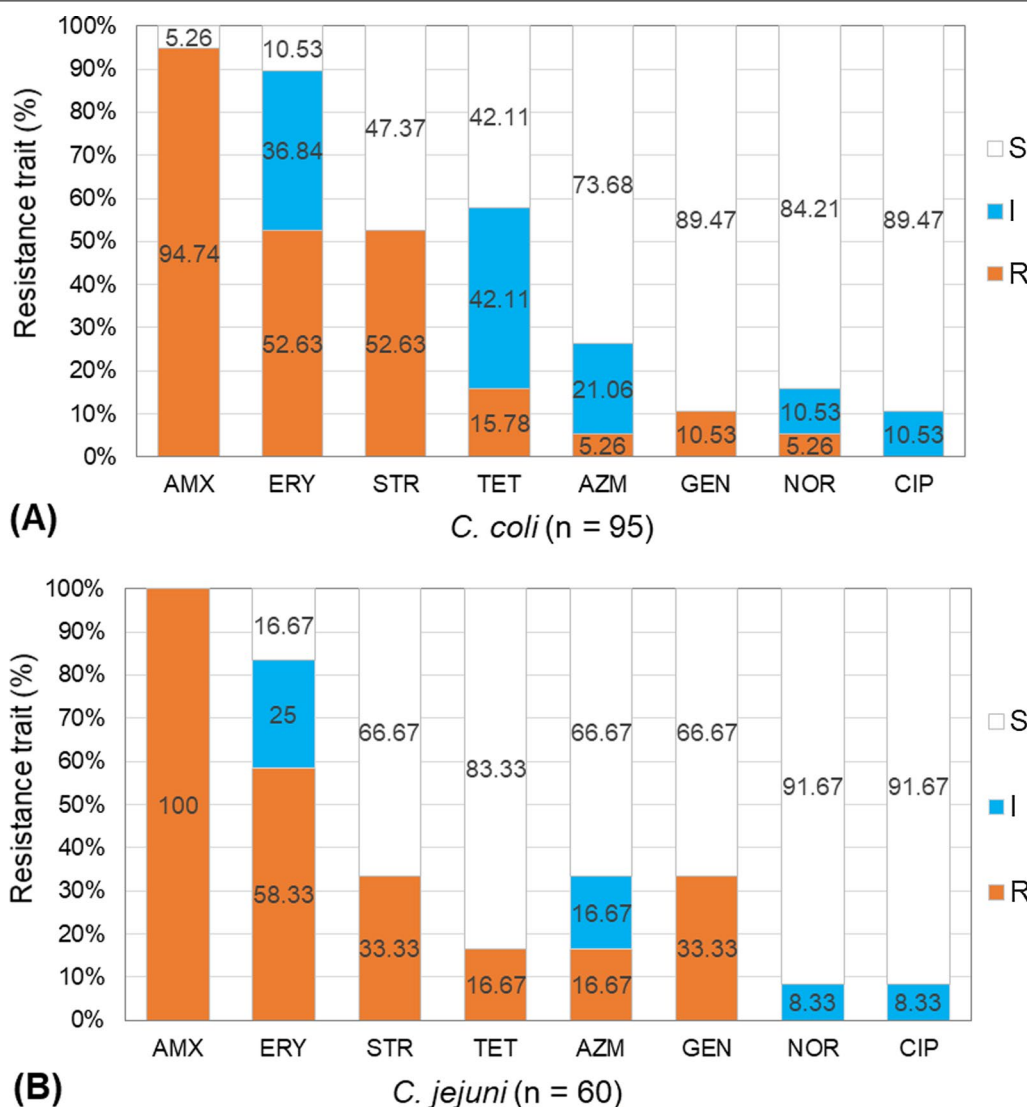 100%
90%
80%
70%
60%
50%
40%
30%
20%
10%
0%
Resistance trait (%)
5.26 10.53 47.37 42.11 73.68 89.47 84.21 89.47
36.84 42.11 21.06 10.53 10.53
94.74 52.63 52.63 15.78 5.26 10.53 5.26
S
I
R
AMX ERY STR TET AZM GEN NOR CIP
(A) C. coli (n = 95)
100%
90%
80%
70%
60%
50%
40%
30%
20%
10%
0%
Resistance trait (%)
16.67 66.67 83.33 66.67 66.67 91.67 91.67
25 16.67 8.33 8.33
100 58.33 33.33 16.67 16.67 33.33
S
I
R
AMX ERY STR TET AZM GEN NOR CIP
(B) C. jejuni (n = 60)